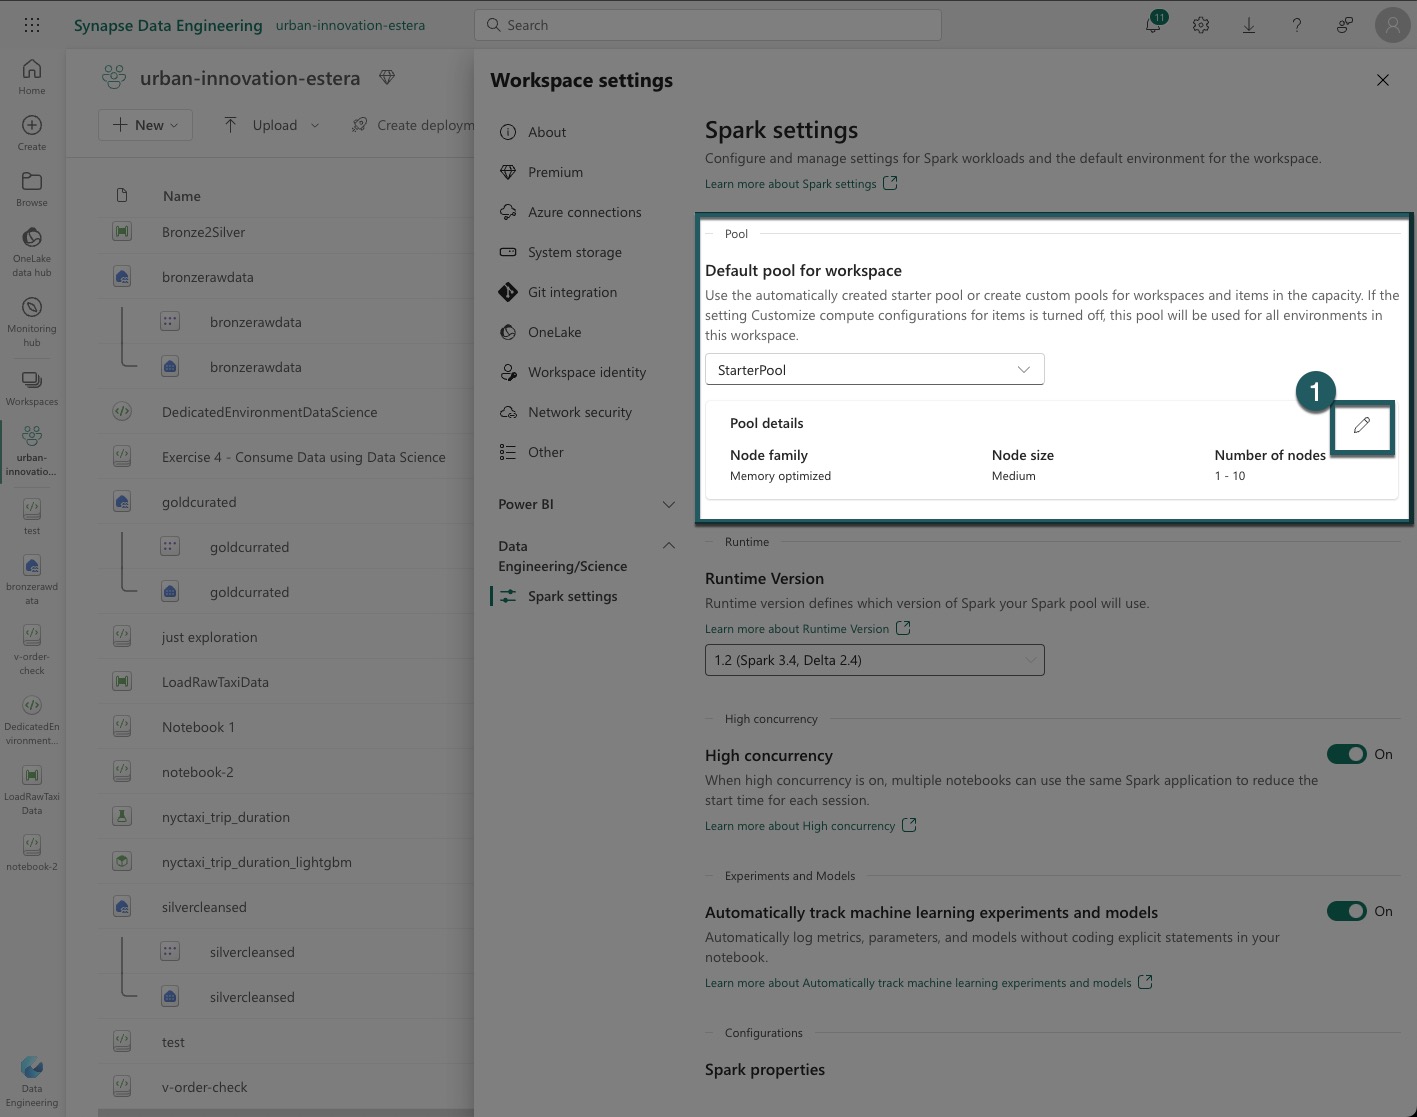 Synapse Data Engineering
urban-innovation-estera
Search
11
Home
Create
Browse
OneLake
data hub
Monitoring
hub
Workspaces
urban-
innovatio...
test
bronzerawd
ata
v-order-
check
DedicatedEn
vironment...
LoadRawTaxi
Data
notebook-2
Data
Engineering
urban-innovation-estera
New
Upload
Create deploym
Name
Bronze2Silver
bronzerawdata
bronzerawdata
bronzerawdata
DedicatedEnvironmentDataScience
Exercise 4 - Consume Data using Data Science
goldcurated
goldcurrated
goldcurrated
just exploration
LoadRawTaxiData
Notebook 1
notebook-2
nyctaxi_trip_duration
nyctaxi_trip_duration_lightgbm
silvercleansed
silvercleansed
silvercleansed
test
v-order-check
Workspace settings
About
Premium
Azure connections
System storage
Git integration
OneLake
Workspace identity
Network security
Other
Power BI
Data
Engineering/Science
Spark settings
Spark settings
Configure and manage settings for Spark workloads and the default environment for the workspace.
Learn more about Spark settings
Pool
Default pool for workspace
Use the automatically created starter pool or create custom pools for workspaces and items in the capacity. If the
setting Customize compute configurations for items is turned off, this pool will be used for all environments in
this workspace.
StarterPool
1
Pool details
Node family
Memory optimized
Node size
Medium
Number of nodes
1 - 10
Runtime
Runtime Version
Runtime version defines which version of Spark your Spark pool will use.
Learn more about Runtime Version
1.2 (Spark 3.4, Delta 2.4)
High concurrency
High concurrency
On
When high concurrency is on, multiple notebooks can use the same Spark application to reduce the
start time for each session.
Learn more about High concurrency
Experiments and Models
Automatically track machine learning experiments and models
On
Automatically log metrics, parameters, and models without coding explicit statements in your
notebook.
Learn more about Automatically track machine learning experiments and models
Configurations
Spark properties